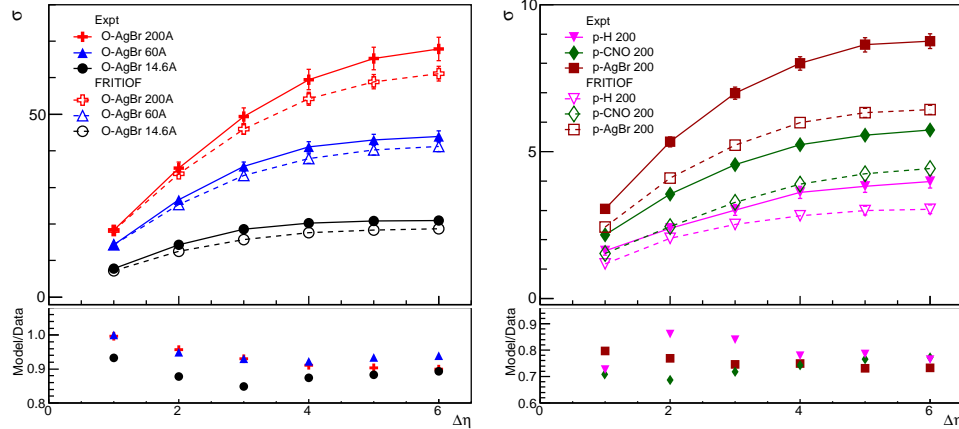 σ
Expt
O-AgBr 200A
O-AgBr 60A
O-AgBr 14.6A
FRITIOF
O-AgBr 200A
O-AgBr 60A
O-AgBr 14.6A
50
0
Model/Data
1.0
0.9
0.8
0 2 4 6
Δη
σ
10
Expt
p-H 200
p-CNO 200
p-AgBr 200
FRITIOF
p-H 200
p-CNO 200
p-AgBr 200
5
0
Model/Data
0.9
0.8
0.7
0.6
0 2 4 6
Δη